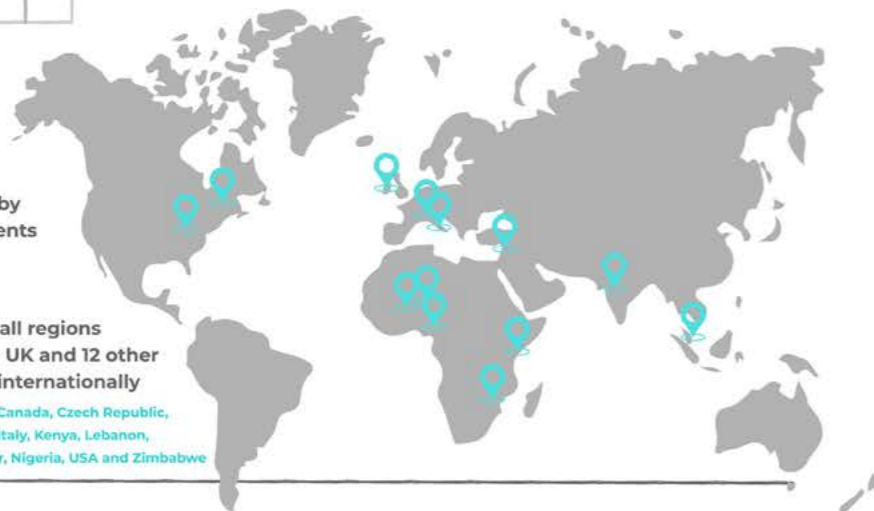 by
ents
all regions
UK and 12 other
internationally
Canada, Czech Republic,
Italy, Kenya, Lebanon,
r, Nigeria, USA and Zimbabwe